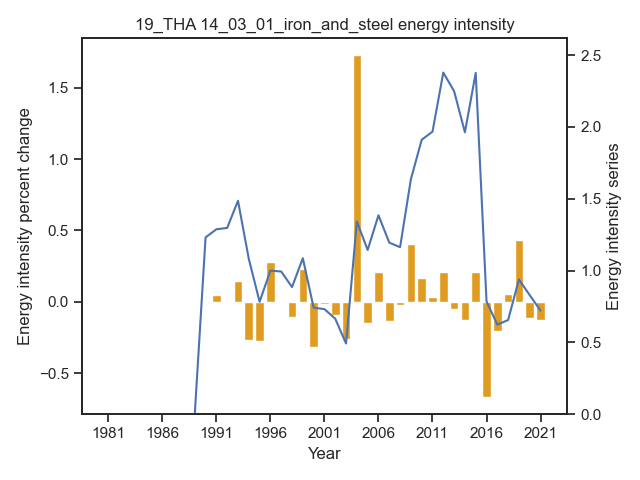 19_THA 14_03_01_iron_and_steel energy intensity
Energy intensity percent change
1.5
1.0
0.5
0.0
−0.5
2.5
2.0
1.5
1.0
0.5
0.0
Energy intensity series
1981 1986 1991 1996 2001 2006 2011 2016 2021
Year